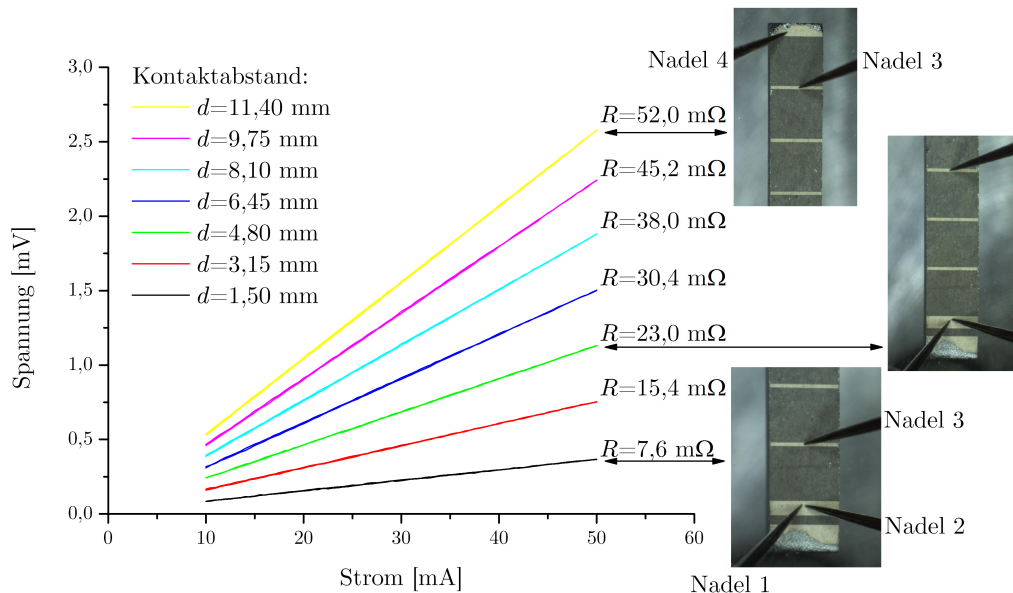 Spannung [mV]
3,0
2,5
2,0
1,5
1,0
0,5
0,0
Kontaktabstand:
d=11,40 mm
d=9,75 mm
d=8,10 mm
d=6,45 mm
d=4,80 mm
d=3,15 mm
d=1,50 mm
R=52,0 mΩ
R=45,2 mΩ
R=38,0 mΩ
R=30,4 mΩ
R=23,0 mΩ
R=15,4 mΩ
R=7,6 mΩ
0
10
20
30
40
50
60
Strom [mA]
Nadel 4
Nadel 3
Nadel 3
Nadel 2
Nadel 1